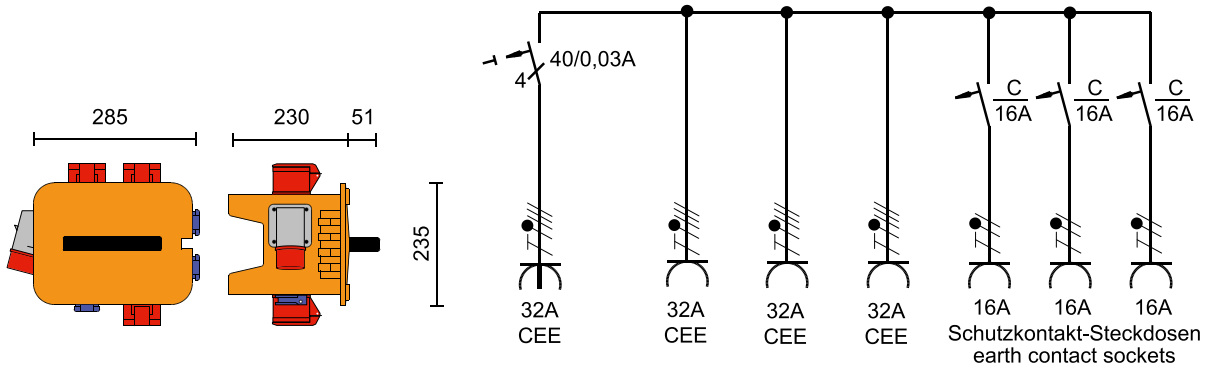 285
230
51
235
4
40/0,03A
C
16A
C
16A
C
16A
32A
CEE
32A
CEE
32A
CEE
32A
CEE
16A
16A
16A
Schutzkontakt-Steckdosen
earth contact sockets